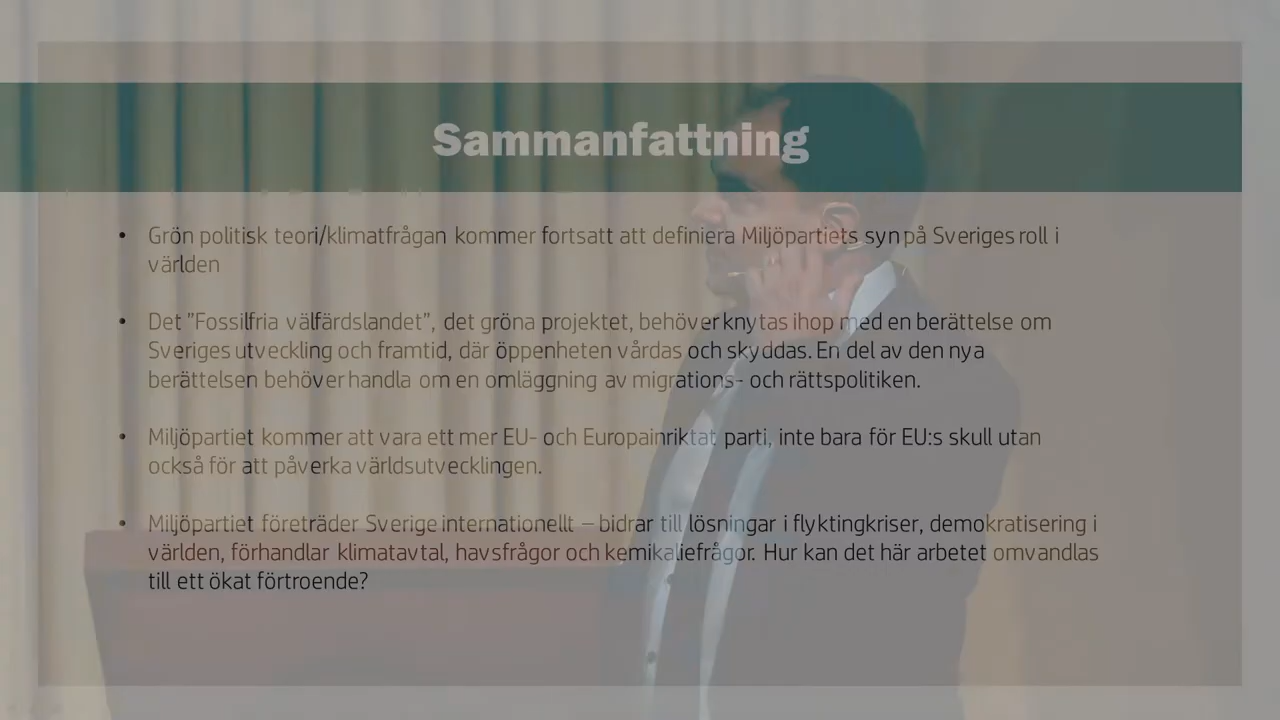 Sammanfattning
• Grön politisk teori/klimatfrågan kommer fortsatt att definiera Miljöpartiets syn på Sveriges roll i
världen
• Det ”Fossilfria välfärdslandet”, det gröna projektet, behöver knytas ihop med en berättelse om
Sveriges utveckling och framtid, där öppenheten vårdas och skyddas. En del av den nya
berättelsen behöver handla om en omläggning av migrations- och rättspolitiken.
• Miljöpartiet kommer att vara ett mer EU- och Europainriktat parti, inte bara för EU:s skull utan
också för att påverka världsutvecklingen.
• Miljöpartiet företräder Sverige internationellt – bidrar till lösningar i flyktingkriser, demokratisering i
världen, förhandlar klimatavtal, havsfrågor och kemikaliefrågor. Hur kan det här arbetet omvandlas
till ett ökat förtroende?